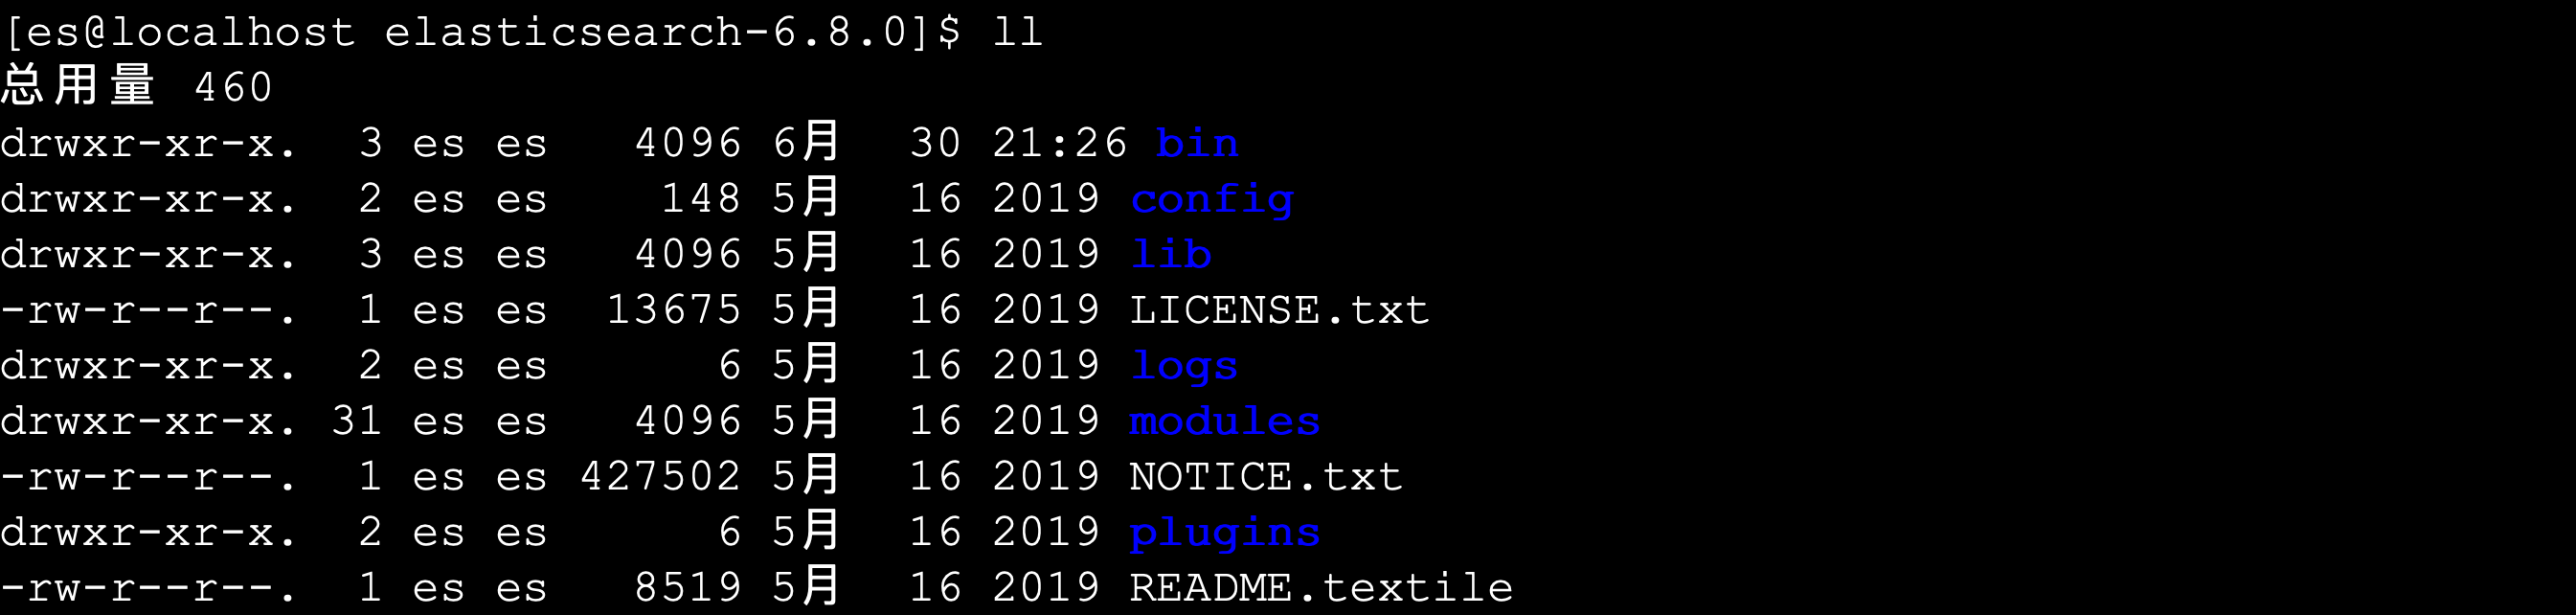 [es@localhost elasticsearch-6.8.0]$ ll
总用量 460
drwxr-xr-x.  3 es es   4096 6月   30 21:26 bin
drwxr-xr-x.  2 es es    148 5月   16 2019 config
drwxr-xr-x.  3 es es   4096 5月   16 2019 lib
-rw-r--r--.  1 es es  13675 5月   16 2019 LICENSE.txt
drwxr-xr-x.  2 es es      6 5月   16 2019 logs
drwxr-xr-x. 31 es es   4096 5月   16 2019 modules
-rw-r--r--.  1 es es 427502 5月   16 2019 NOTICE.txt
drwxr-xr-x.  2 es es      6 5月   16 2019 plugins
-rw-r--r--.  1 es es   8519 5月   16 2019 README.textile